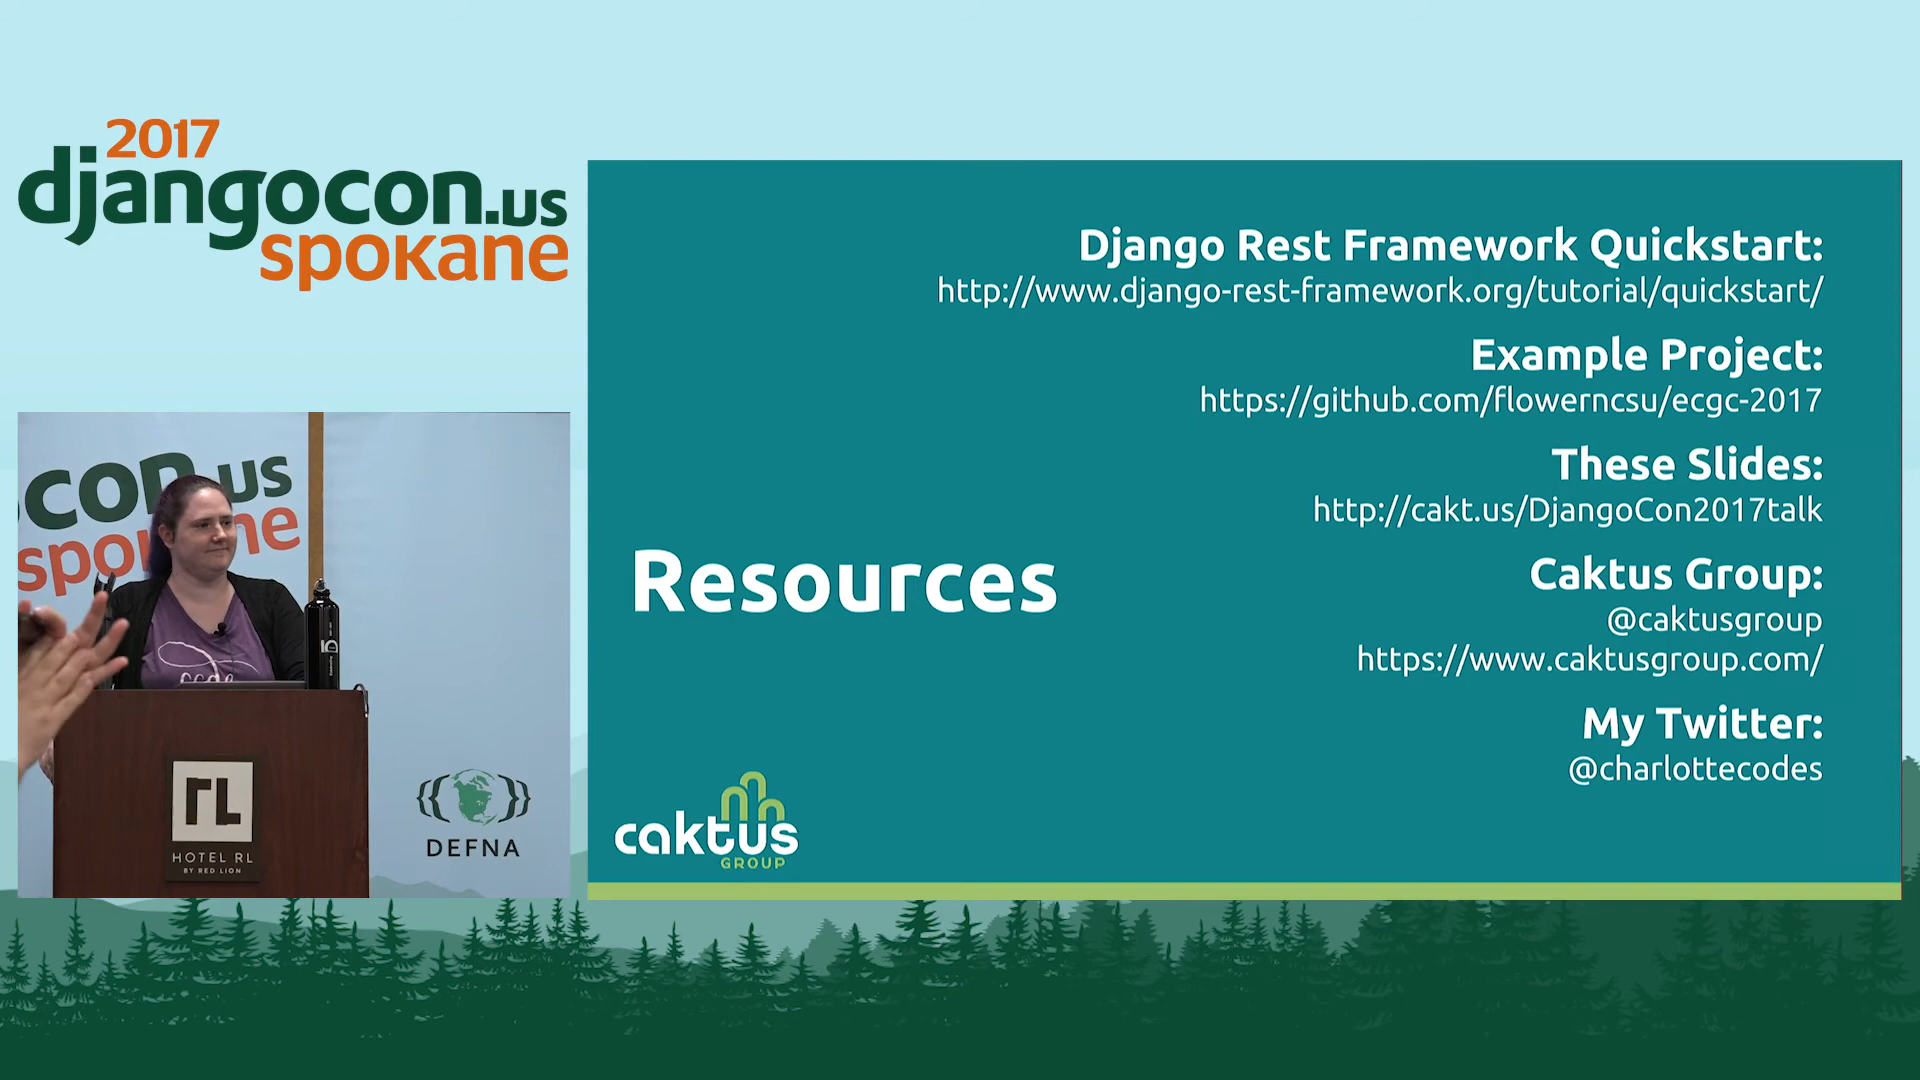 2017
djangocon.us
spokane
con.us
spokane
RL
HOTEL RL
BY RED LION
DEFNA
Resources
Django Rest Framework Quickstart:
http://www.django-rest-framework.org/tutorial/quickstart/
Example Project:
https://github.com/flowerncsu/ecgc-2017
These Slides:
http://cakt.us/DjangoCon2017talk
Caktus Group:
@caktusgroup
https://www.caktusgroup.com/
My Twitter:
@charlottecodes
caktus
GROUP